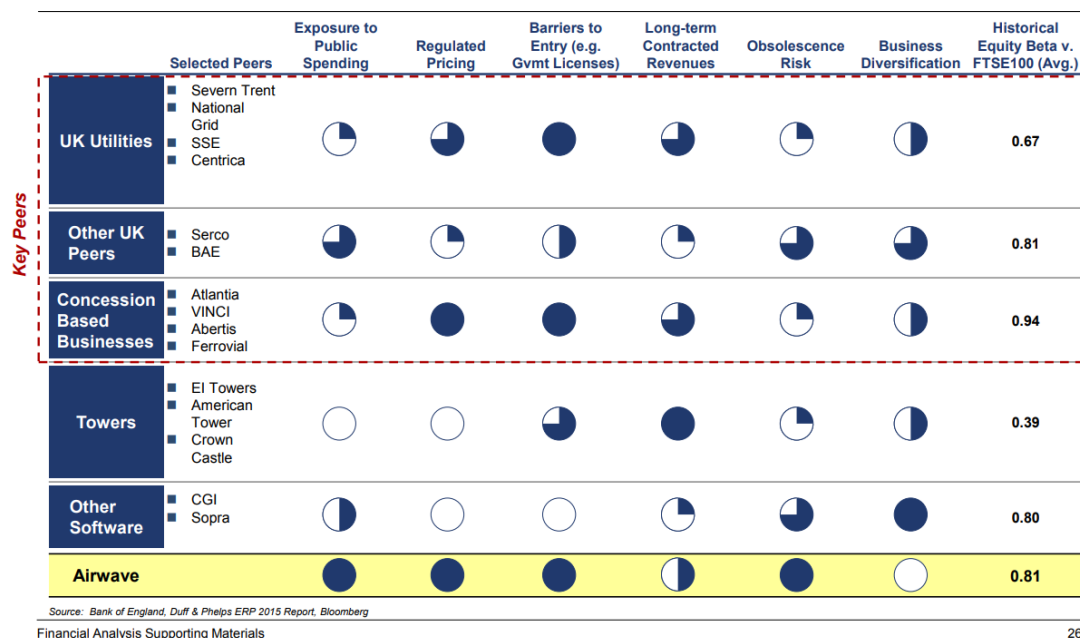 Exposure to
Public
Spending
Regulated
Pricing
Barriers to
Entry (e.g.
Gvmt Licenses)
Long-term
Contracted
Revenues
Obsolescence
Risk
Business
Diversification
Historical
Equity Beta v.
FTSE100 (Avg.)
Selected Peers
Key Peers
UK Utilities
Severn Trent
National
Grid
SSE
Centrica
0.67
Other UK
Peers
Serco
BAE
0.81
Concession
Based
Businesses
Atlantia
VINCI
Abertis
Ferrovial
0.94
Towers
EI Towers
American
Tower
Crown
Castle
0.39
Other
Software
CGI
Sopra
0.80
Airwave
0.81
Source: Bank of England, Duff & Phelps ERP 2015 Report, Bloomberg
Financial Analysis Supporting Materials
26